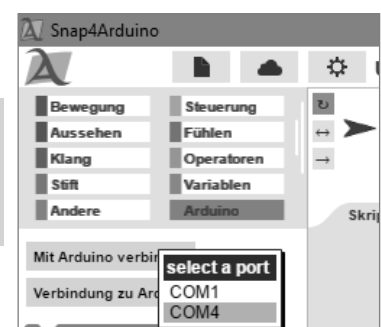 Snap4Arduino
Bewegung
Steuerung
Aussehen
Fühlen
Klang
Operatoren
Stift
Variablen
Andere
Arduino
Mit Arduino verbi
select a port
Verbindung zu Ar
COM1
COM4